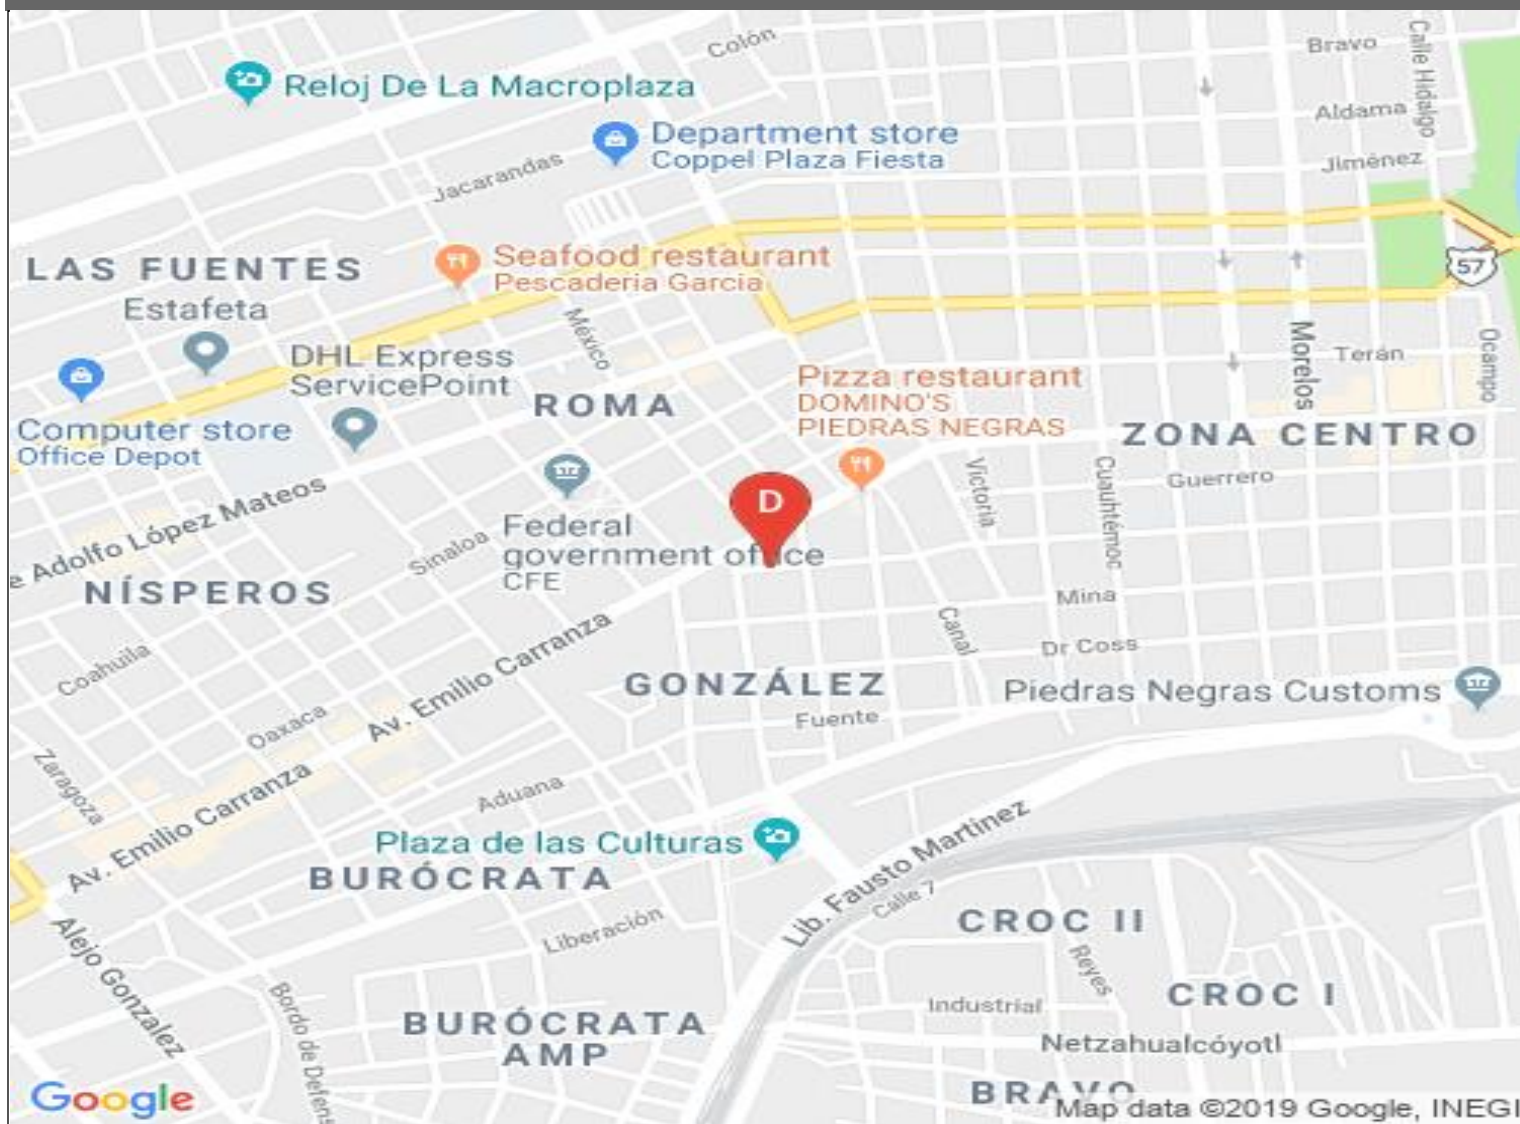 Colón
Bravo
Calle Hidalgo
Reloj De La Macroplaza
Aldama
Department store
Coppel Plaza Fiesta
Jiménez
Jacarandas
Seafood restaurant
Pescaderia Garcia
57
LAS FUENTES
Estafeta
México
DHL Express
ServicePoint
Morelos
Terán
Ocampo
Pizza restaurant
DOMINO'S
PIEDRAS NEGRAS
ROMA
Computer store
Office Depot
ZONA CENTRO
Victoria
Cuauhtémoc
Guerrero
e Adolfo López Mateos
D
Federal
government office
CFE
Sinaloa
NÍSPEROS
Mina
Canal
Dr Coss
Coahuila
Av. Emilio Carranza
GONZÁLEZ
Piedras Negras Customs
Fuente
Oaxaca
Zaragoza
Av. Emilio Carranza
Aduana
Plaza de las Culturas
Lib. Fausto Martinez
BURÓCRATA
Calle 7
CROC II
Liberación
Alejo Gonzalez
Reyes
CROC I
Bordo de Defens
Industrial
BURÓCRATA
AMP
Netzahualcóyotl
BRAVO
Google
Map data ©2019 Google, INEGI